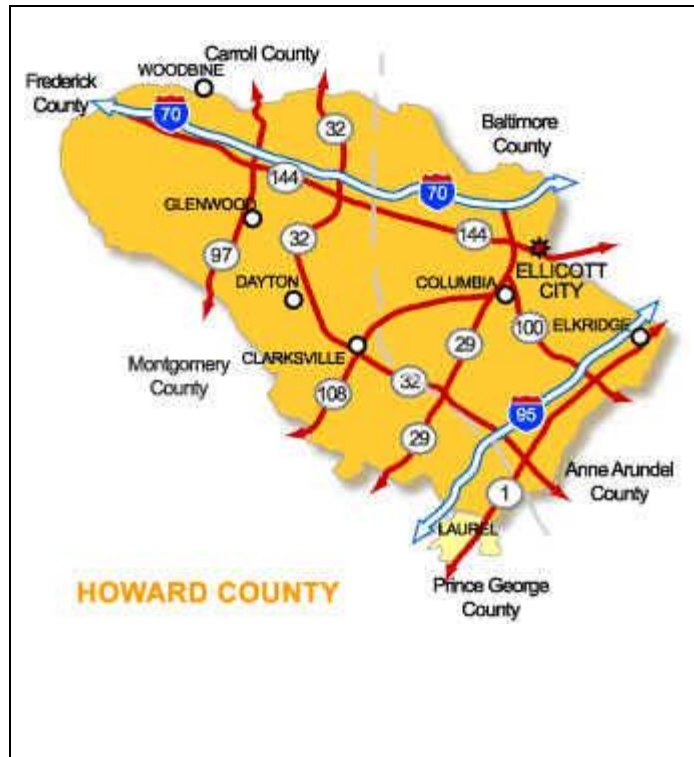 Carroll County
WOODBINE
Frederick
County
70
32
Baltimore
County
144
70
GLENWOOD
32
144
97
ELLICOTT
CITY
DAYTON
COLUMBIA
100
ELKRIDGE
29
CLARKSVILLE
Montgomery
County
32
108
95
29
Anne Arundel
County
1
LAUREL
HOWARD COUNTY
Prince George
County